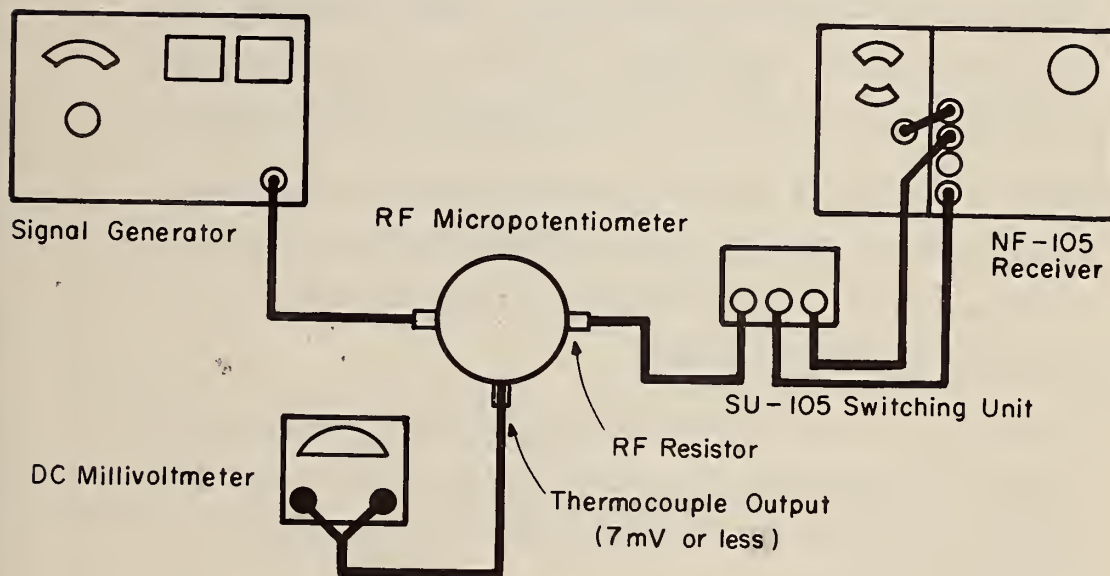 Signal Generator
RF Micropotentiometer
NF-105
Receiver
SU-105 Switching Unit
RF Resistor
DC Millivoltmeter
Thermocouple Output
(7mV or less)